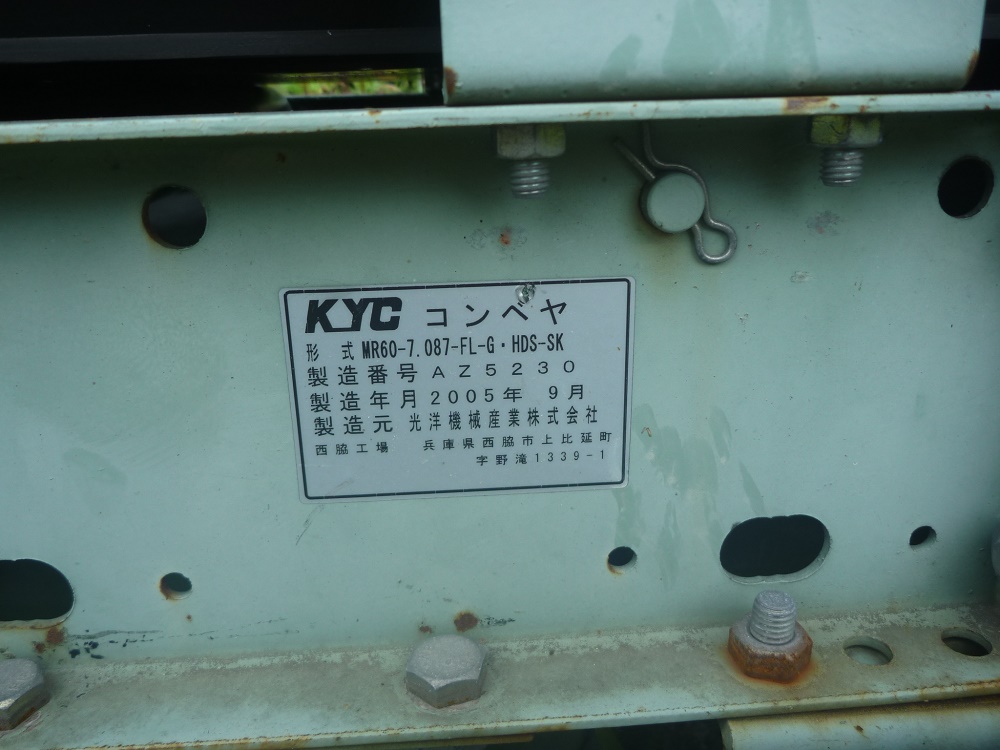 KYC コンベヤ
形 式 MR60-7.087-FL-G・HDS-SK
製造番号 AZ5230
製造年月 2005年 9月
製造元 光洋機械産業株式会社
西脇工場 兵庫県西脇市上比延町
字野滝1339-1